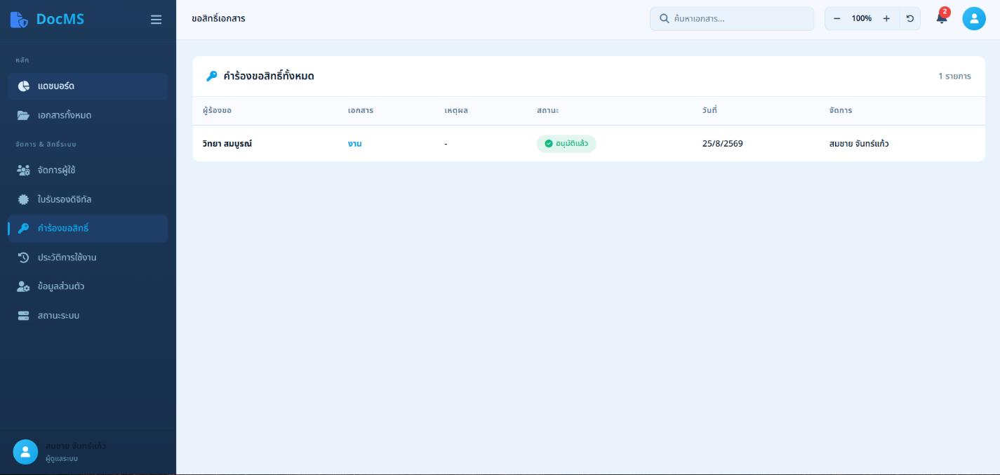 DocMS
หลัก
แดชบอร์ด
เอกสารทั้งหมด
จัดการ & สิทธิ์ระบบ
จัดการผู้ใช้
ใบรับรองดิจิทัล
คำร้องขอสิทธิ์
ประวัติการใช้งาน
ข้อมูลส่วนตัว
สถานะระบบ
สมชาย จันทร์แก้ว
ผู้ดูแลระบบ
ขอสิทธิ์เอกสาร
ค้นหาเอกสาร...
− 100% +
2
คำร้องขอสิทธิ์ทั้งหมด 1 รายการ
ผู้ร้องขอ เอกสาร เหตุผล สถานะ วันที่ จัดการ
วิทยา สมบูรณ์ งาน - อนุมัติแล้ว 25/8/2569 สมชาย จันทร์แก้ว